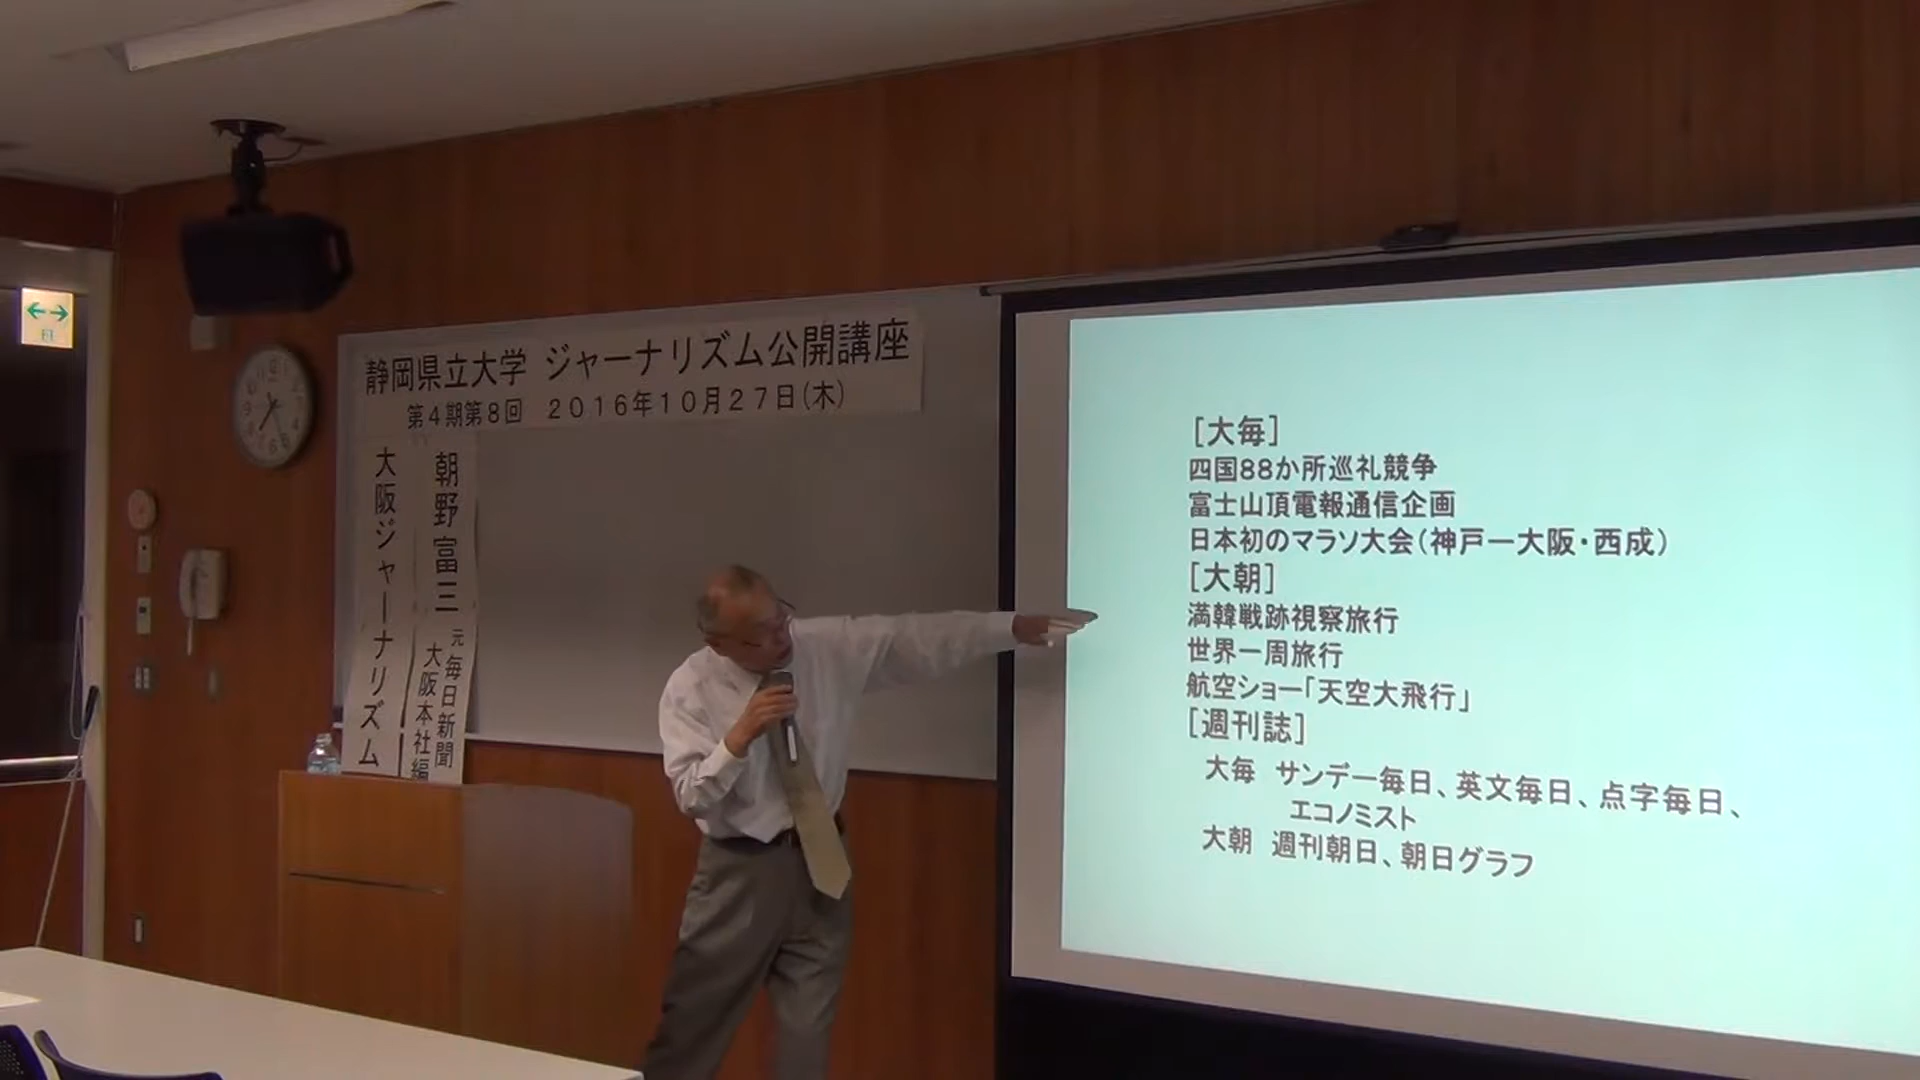 静岡県立大学 ジャーナリズム公開講座
第4期第8回 2016年10月27日(木)
大阪ジャーナリズム
朝野富三
元毎日新聞
大阪本社編
[大毎]
四国88か所巡礼競争
富士山頂電報通信企画
日本初のマラソ大会(神戸ー大阪・西成)
[大朝]
満韓戦跡視察旅行
世界一周旅行
航空ショー「天空大飛行」
[週刊誌]
大毎 サンデー毎日、英文毎日、点字毎日、
エコノミスト
大朝 週刊朝日、朝日グラフ